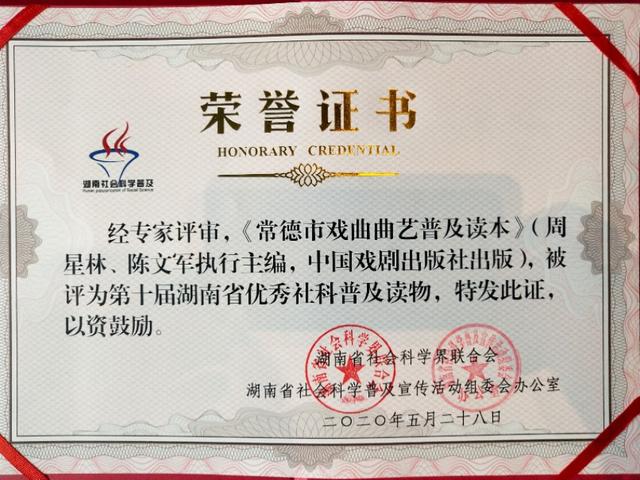 荣誉证书
HONORARY CREDENTIAL
湖南社会科学普及
经专家评审，《常德市戏曲曲艺普及读本》（周
星林、陈文军执行主编，中国戏剧出版社出版），被
评为第十届湖南省优秀社科普及读物，特发此证，
以资鼓励。
湖南省社会科学界联合会
湖南省社会科学普及宣传活动组委会办公室
二〇二〇年五月二十八日